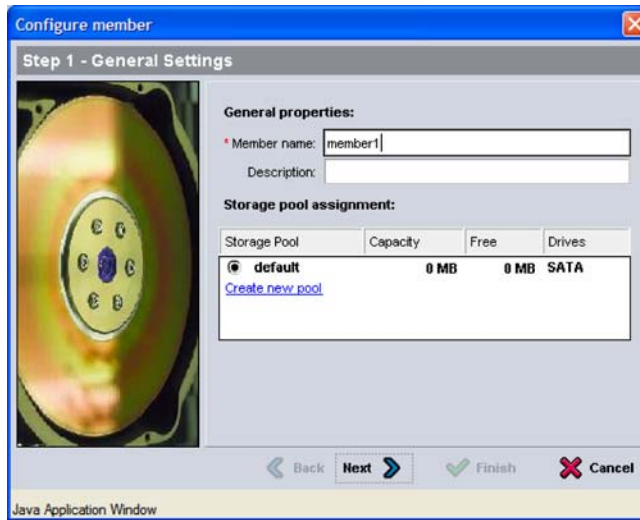 Configure member
Step 1 - General Settings
General properties:
* Member name: member1
Description:
Storage pool assignment:
Storage Pool Capacity Free Drives
default 0 MB 0 MB SATA
Create new pool
Back Next Finish Cancel
Java Application Window